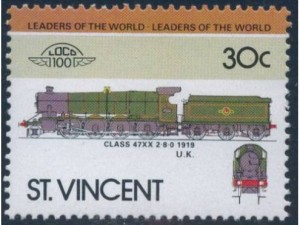 LEADERS OF THE WORLD · LEADERS OF THE WORLD
LOCO
100
30c
CLASS 47XX 2-8-0 1919
U.K.
ST. VINCENT